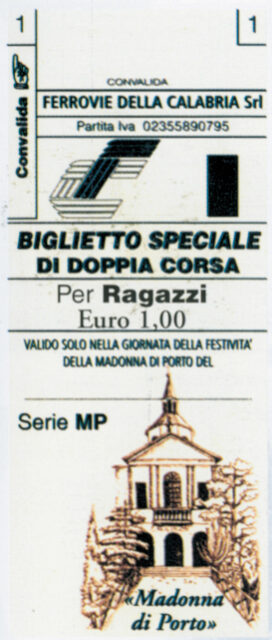 1 1
Convalida
CONVALIDA
FERROVIE DELLA CALABRIA Srl
Partita Iva 02355890795
BIGLIETTO SPECIALE
DI DOPPIA CORSA
Per Ragazzi
Euro 1,00
VALIDO SOLO NELLA GIORNATA DELLA FESTIVITA'
DELLA MADONNA DI PORTO DEL
Serie MP
«Madonna
di Porto»